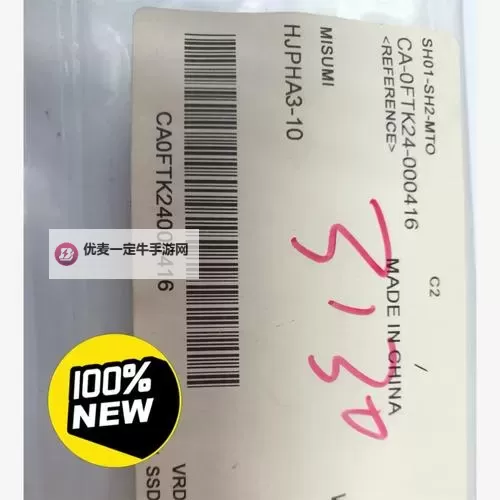 SH01-SH2-MTO
CA-0FTK24-000416
<REFERENCE>
C2
/
MADE IN CHINA
MISUMI
HJPHA3-10
3130
优麦一定牛手游网
100%
NEW
VRD
SSD